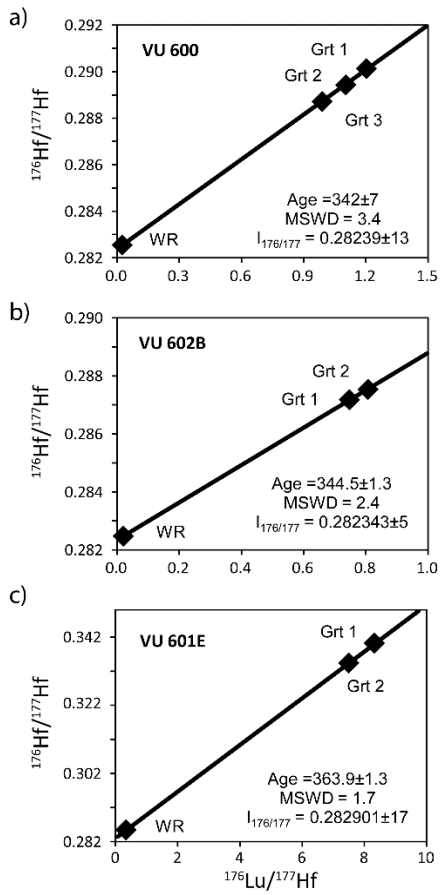 a)
0.292
VU 600
Grt 1
0.290
Grt 2
0.288
Grt 3
176Hf/177Hf
0.286
Age =342±7
0.284
MSWD = 3.4
WR
I176/177 = 0.28239±13
0.282
0.0 0.3 0.6 0.9 1.2 1.5
b)
0.290
VU 602B
Grt 2
0.288
Grt 1
176Hf/177Hf
0.286
Age =344.5±1.3
0.284
MSWD = 2.4
WR
I176/177 = 0.282343±5
0.282
0.0 0.2 0.4 0.6 0.8 1.0
c)
VU 601E
Grt 1
0.342
Grt 2
0.322
176Hf/177Hf
0.302
Age =363.9±1.3
MSWD = 1.7
WR
I176/177 = 0.282901±17
0.282
0 2 4 6 8 10
176Lu/177Hf